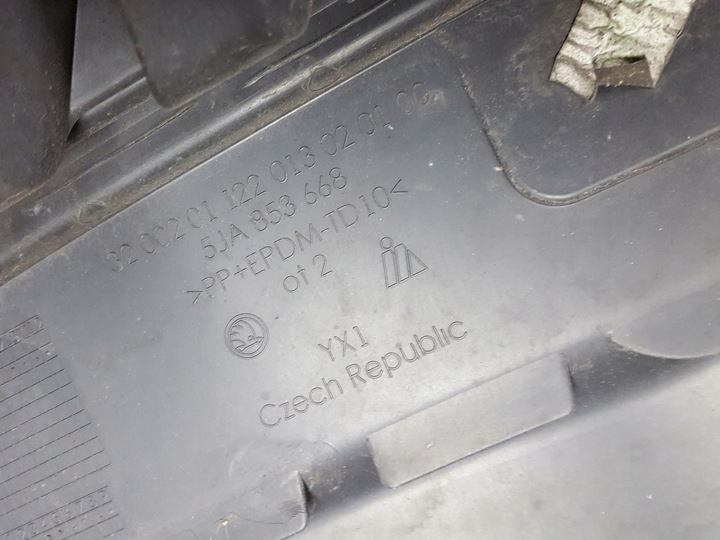 32 002 01 122 013 02 01 00
5JA 853 668
>PP+EPDM-TD10<
ot 2
YX1
Czech Republic